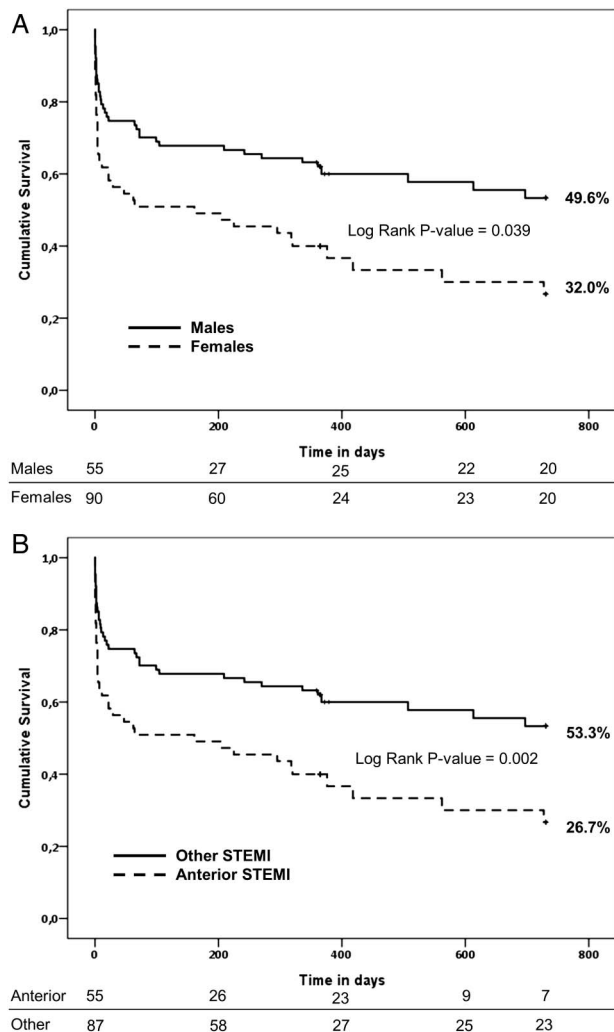 A
Cumulative Survival
1,0
0,8
0,6
0,4
0,2
0,0
49.6%
Log Rank P-value = 0.039
32.0%
Males
Females
0 200 400 600 800
Time in days
Males 55 27 25 22 20
Females 90 60 24 23 20
B
Cumulative Survival
1,0
0,8
0,6
0,4
0,2
0,0
53.3%
Log Rank P-value = 0.002
26.7%
Other STEMI
Anterior STEMI
0 200 400 600 800
Time in days
Anterior 55 26 23 9 7
Other 87 58 27 25 23